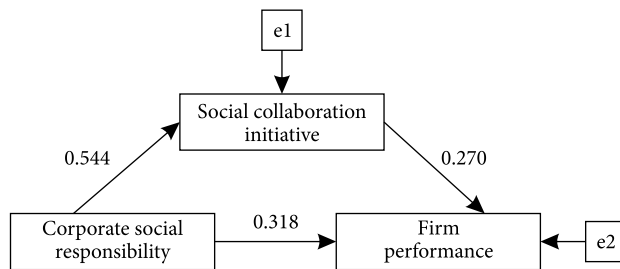 e1
Social collaboration
initiative
0.544
0.270
Corporate social
responsibility
0.318
Firm
performance
e2